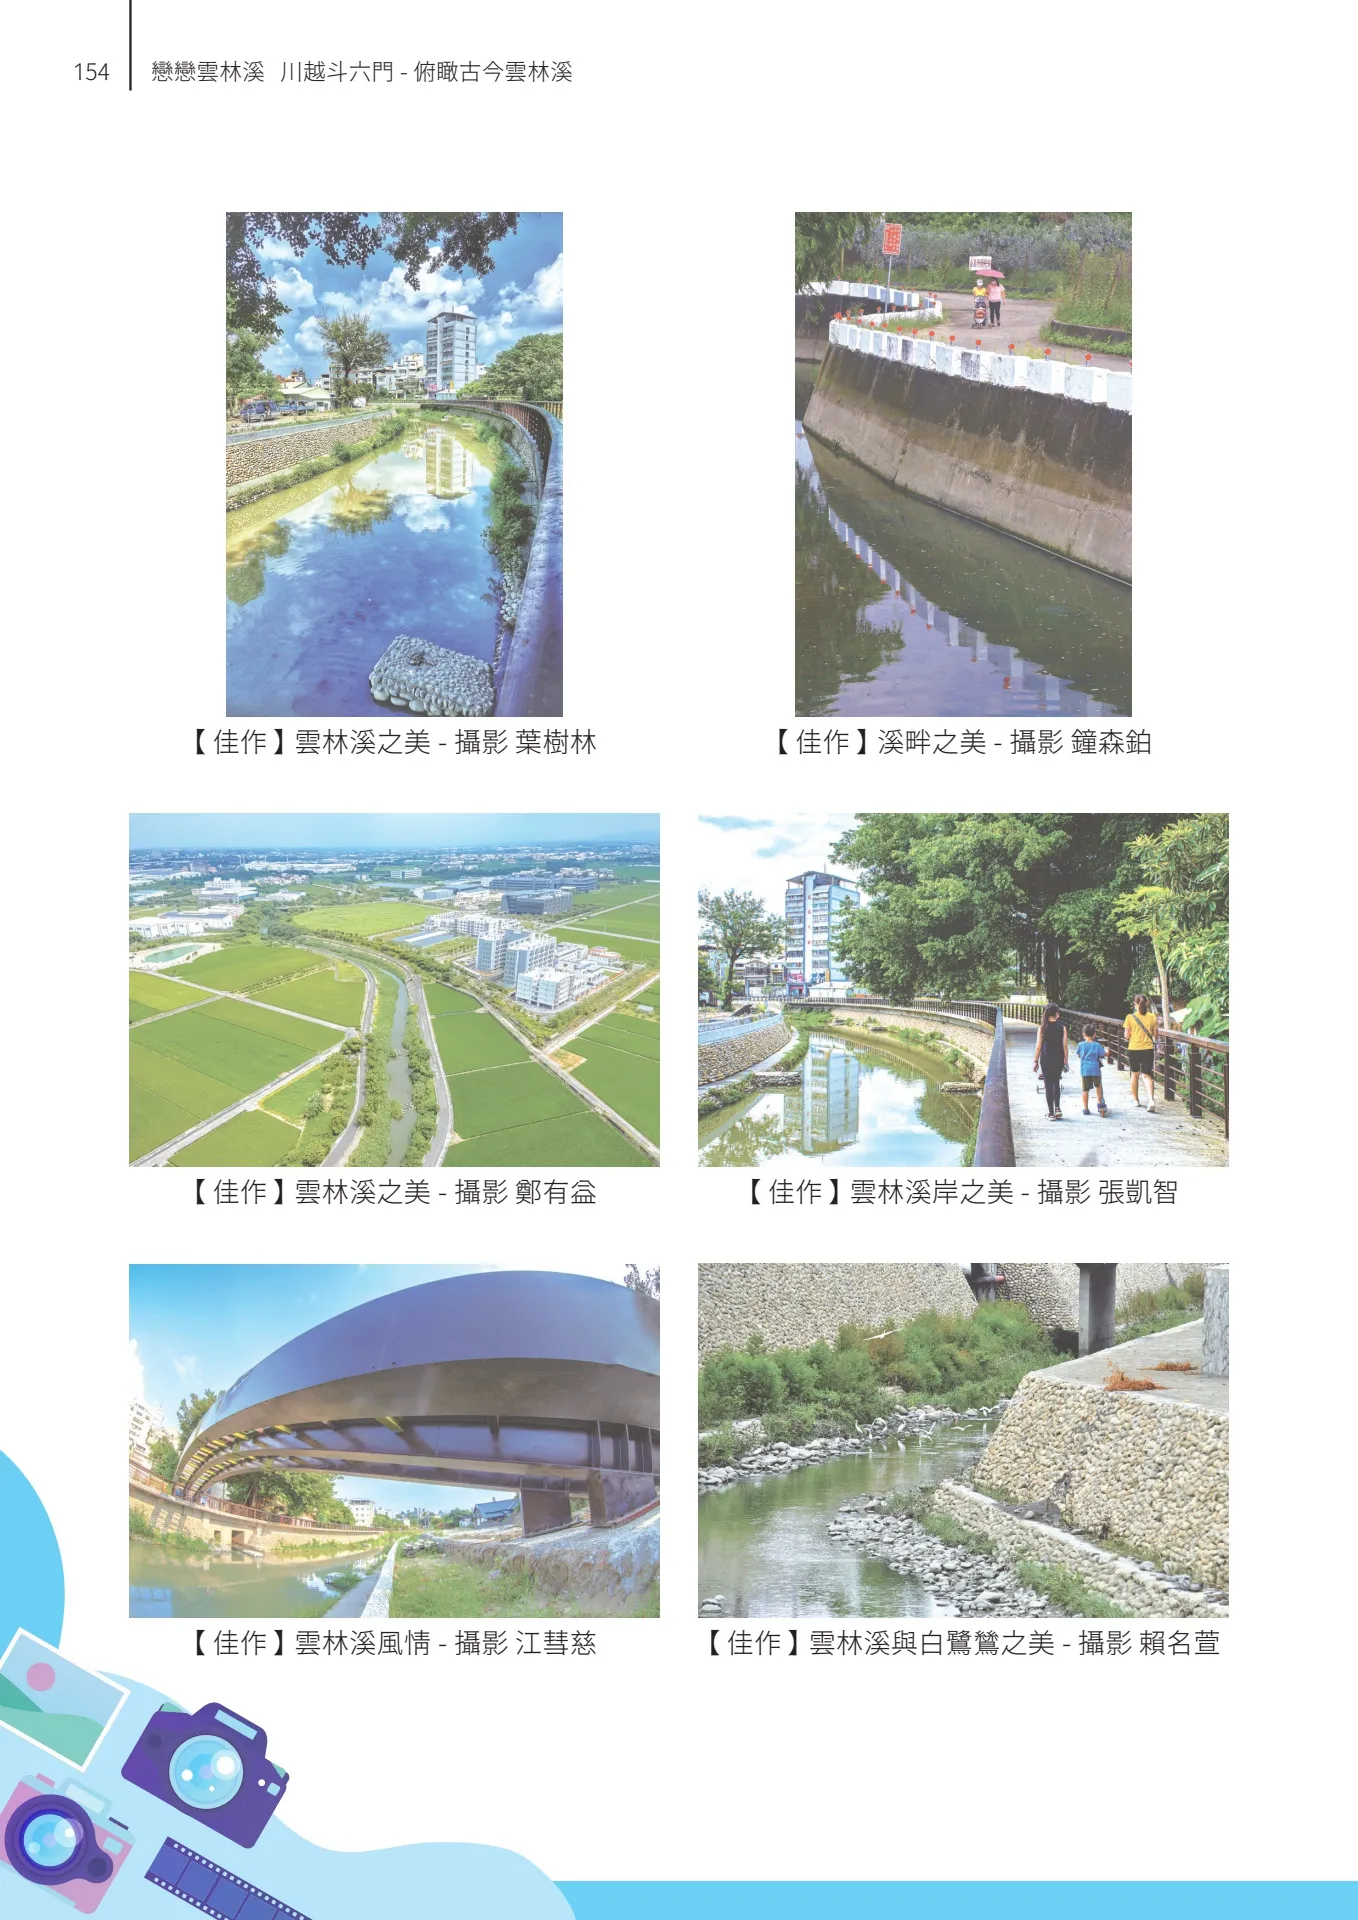 154
戀戀雲林溪 川越斗六門 - 俯瞰古今雲林溪
【佳作】雲林溪之美 - 攝影 葉樹林
【佳作】溪畔之美 - 攝影 鐘森鉑
【佳作】雲林溪之美 - 攝影 鄭有益
【佳作】雲林溪岸之美 - 攝影 張凱智
【佳作】雲林溪風情 - 攝影 江彗慈
【佳作】雲林溪與白鷺鷥之美 - 攝影 賴名萱